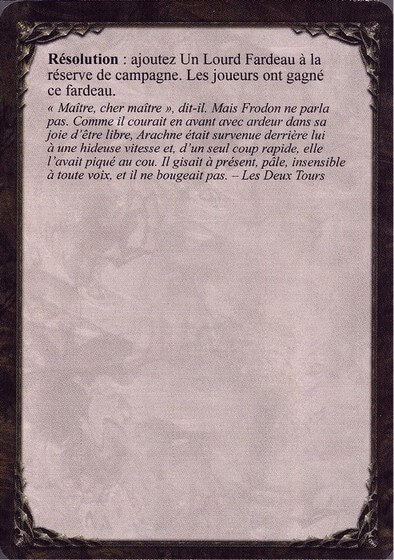 Résolution : ajoutez Un Lourd Fardeau à la
réserve de campagne. Les joueurs ont gagné
ce fardeau.
« Maître, cher maître », dit-il. Mais Frodon ne parla
pas. Comme il courait en avant avec ardeur dans sa
joie d'être libre, Arachne était survenue derrière lui
à une hideuse vitesse et, d'un seul coup rapide, elle
l'avait piqué au cou. Il gisait à présent, pâle, insensible
à toute voix, et il ne bougeait pas. – Les Deux Tours